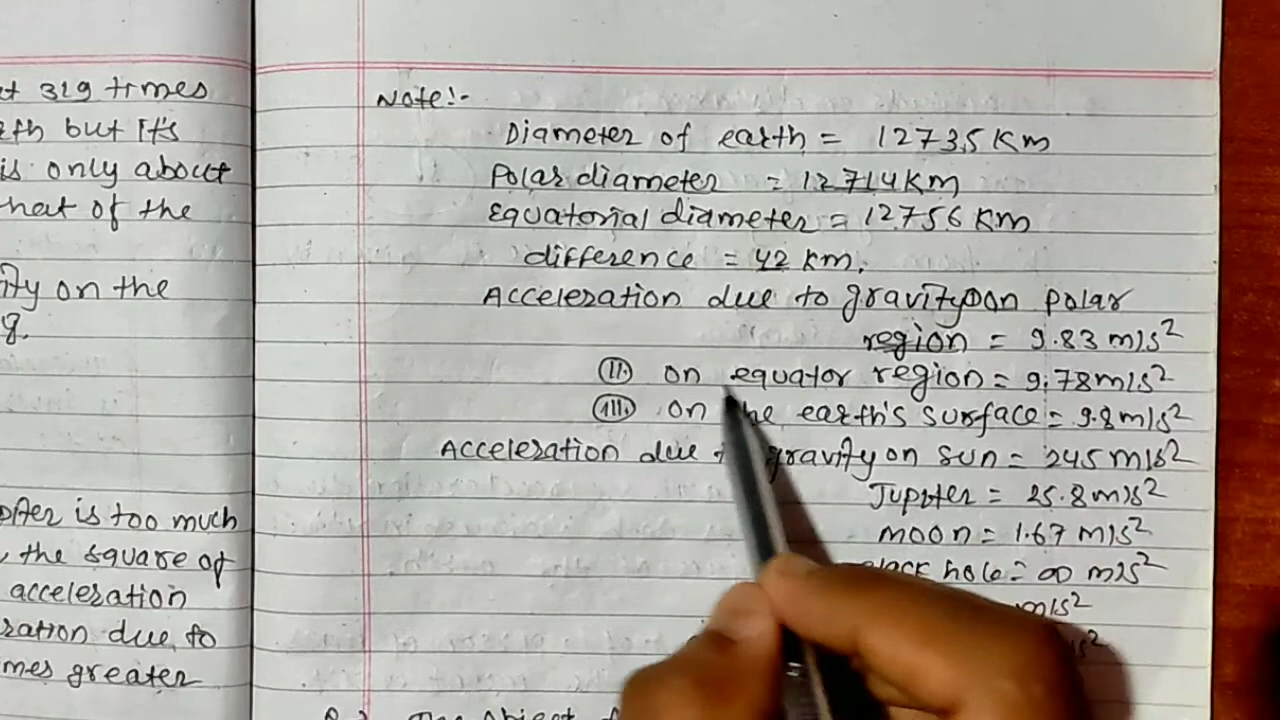 319 times
but It's
is only about
hat of the
ity on the
g.
is too much
the square of
acceleration
ration due to
mes greater
Note:-
Diameter of earth = 12735 Km
Polar diameter = 12714 Km
Equatorial diameter = 12756 Km
difference = 42 km.
Acceleration due to gravity on polar
region = 9.83 m/s²
(II.) on equator region = 9.78 m/s²
(III.) on the earth's surface = 9.8 m/s²
Acceleration due gravity on sun = 245 m/s²
Jupiter = 25.8 m/s²
moon = 1.67 m/s²
hole = ∞ m/s²
m/s²